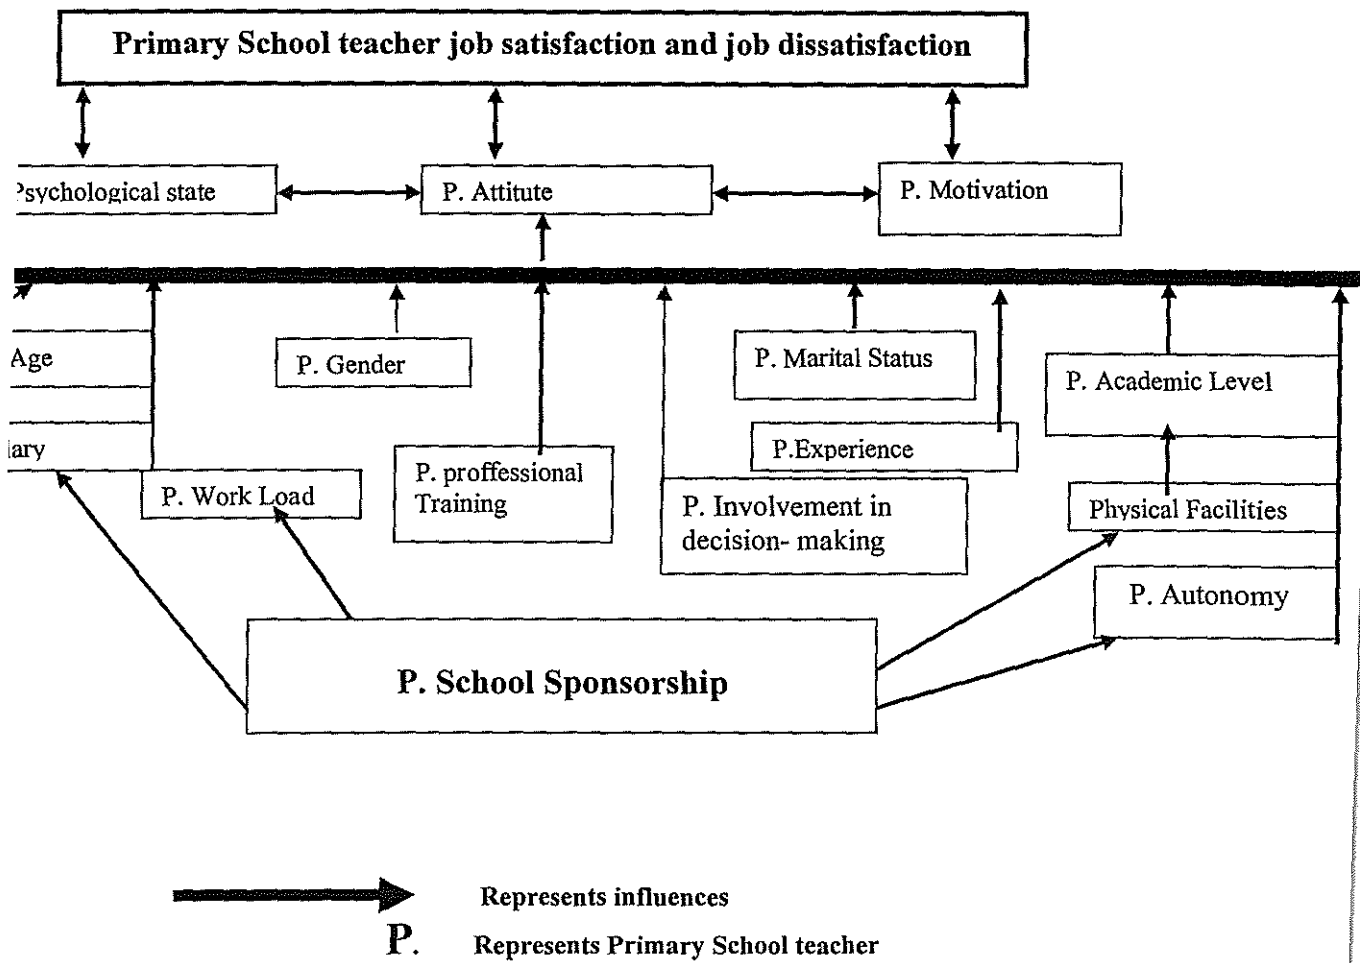 Primary School teacher job satisfaction and job dissatisfaction
Psychological state
P. Attitute
P. Motivation
Age
P. Gender
P. Marital Status
P. Academic Level
lary
P.Experience
P. proffessional
Training
P. Work Load
P. Involvement in
decision- making
Physical Facilities
P. Autonomy
P. School Sponsorship
Represents influences
P. Represents Primary School teacher